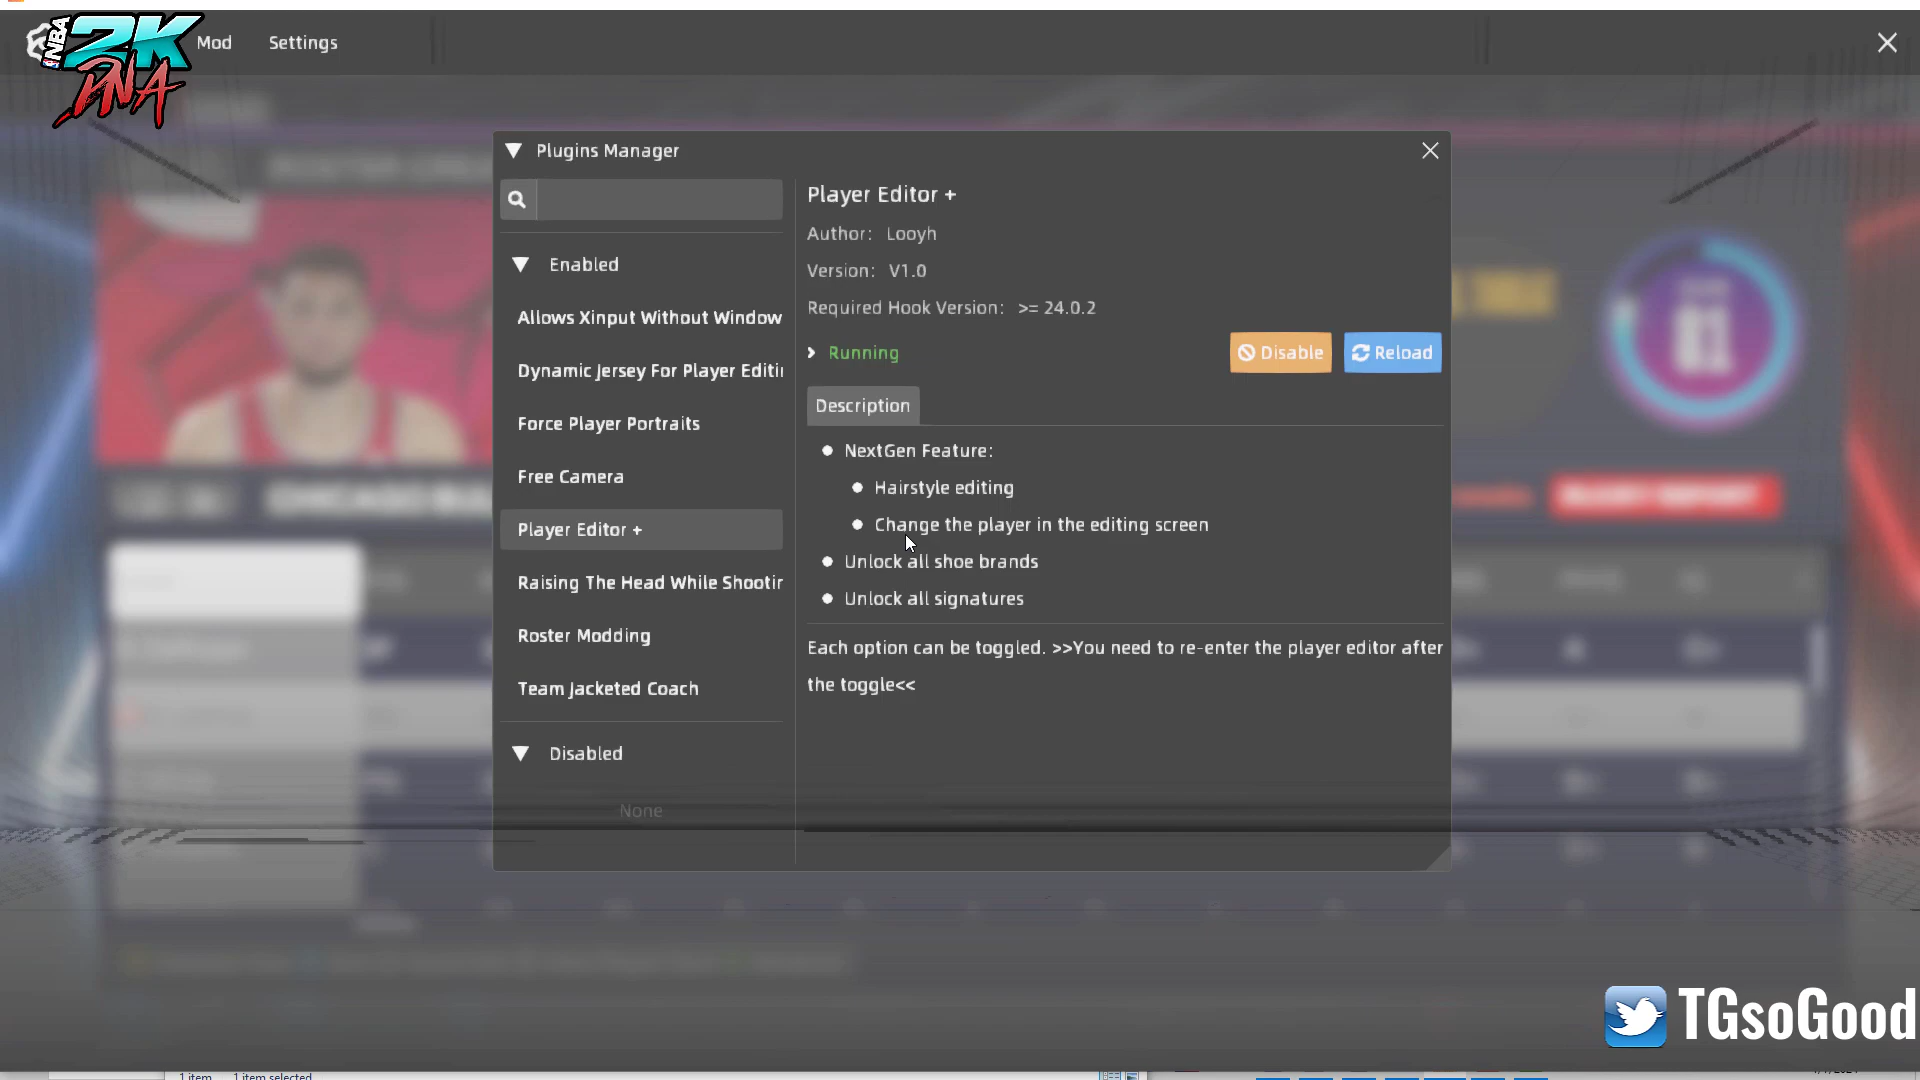 NBA 2K DNA
Mod
Settings
Plugins Manager
Enabled
Allows Xinput Without Window
Dynamic Jersey For Player Editi
Force Player Portraits
Free Camera
Player Editor +
Raising The Head While Shootin
Roster Modding
Team Jacketed Coach
Disabled
None
Player Editor +
Author: Looyh
Version: V1.0
Required Hook Version: >= 24.0.2
Running
Disable
Reload
Description
NextGen Feature:
Hairstyle editing
Change the player in the editing screen
Unlock all shoe brands
Unlock all signatures
Each option can be toggled. >>You need to re-enter the player editor after
the toggle<<
81
TGsoGood
1 item
1 item selected